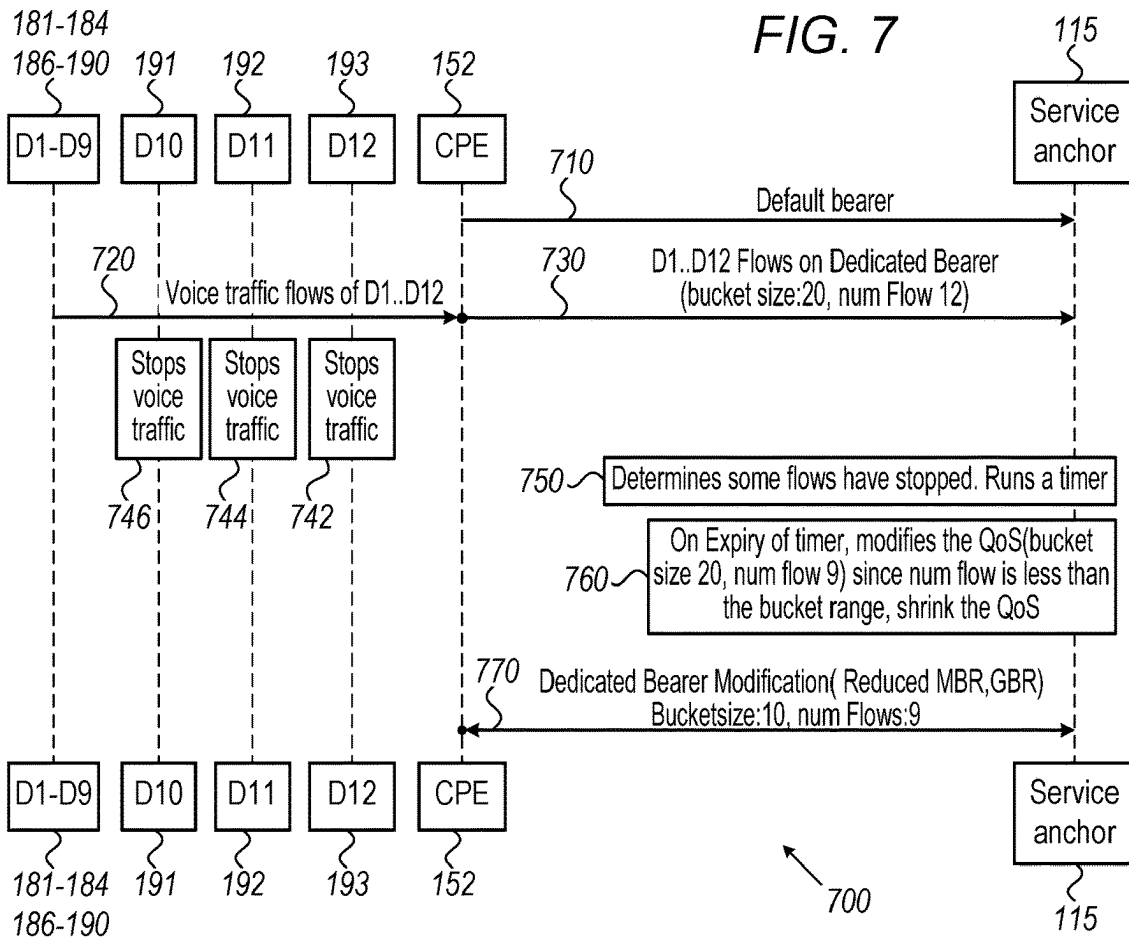 FIG. 7
181-184
186-190
191
192
193
152
115
D1-D9
D10
D11
D12
CPE
Service
anchor
710
Default bearer
720
Voice traffic flows of D1..D12
730
D1..D12 Flows on Dedicated Bearer
(bucket size:20, num Flow 12)
Stops
voice
traffic
Stops
voice
traffic
Stops
voice
traffic
746
744
742
750
Determines some flows have stopped. Runs a timer
760
On Expiry of timer, modifies the QoS(bucket
size 20, num flow 9) since num flow is less than
the bucket range, shrink the QoS
770
Dedicated Bearer Modification( Reduced MBR,GBR)
Bucketsize:10, num Flows:9
D1-D9
D10
D11
D12
CPE
Service
anchor
181-184
186-190
191
192
193
152
700
115